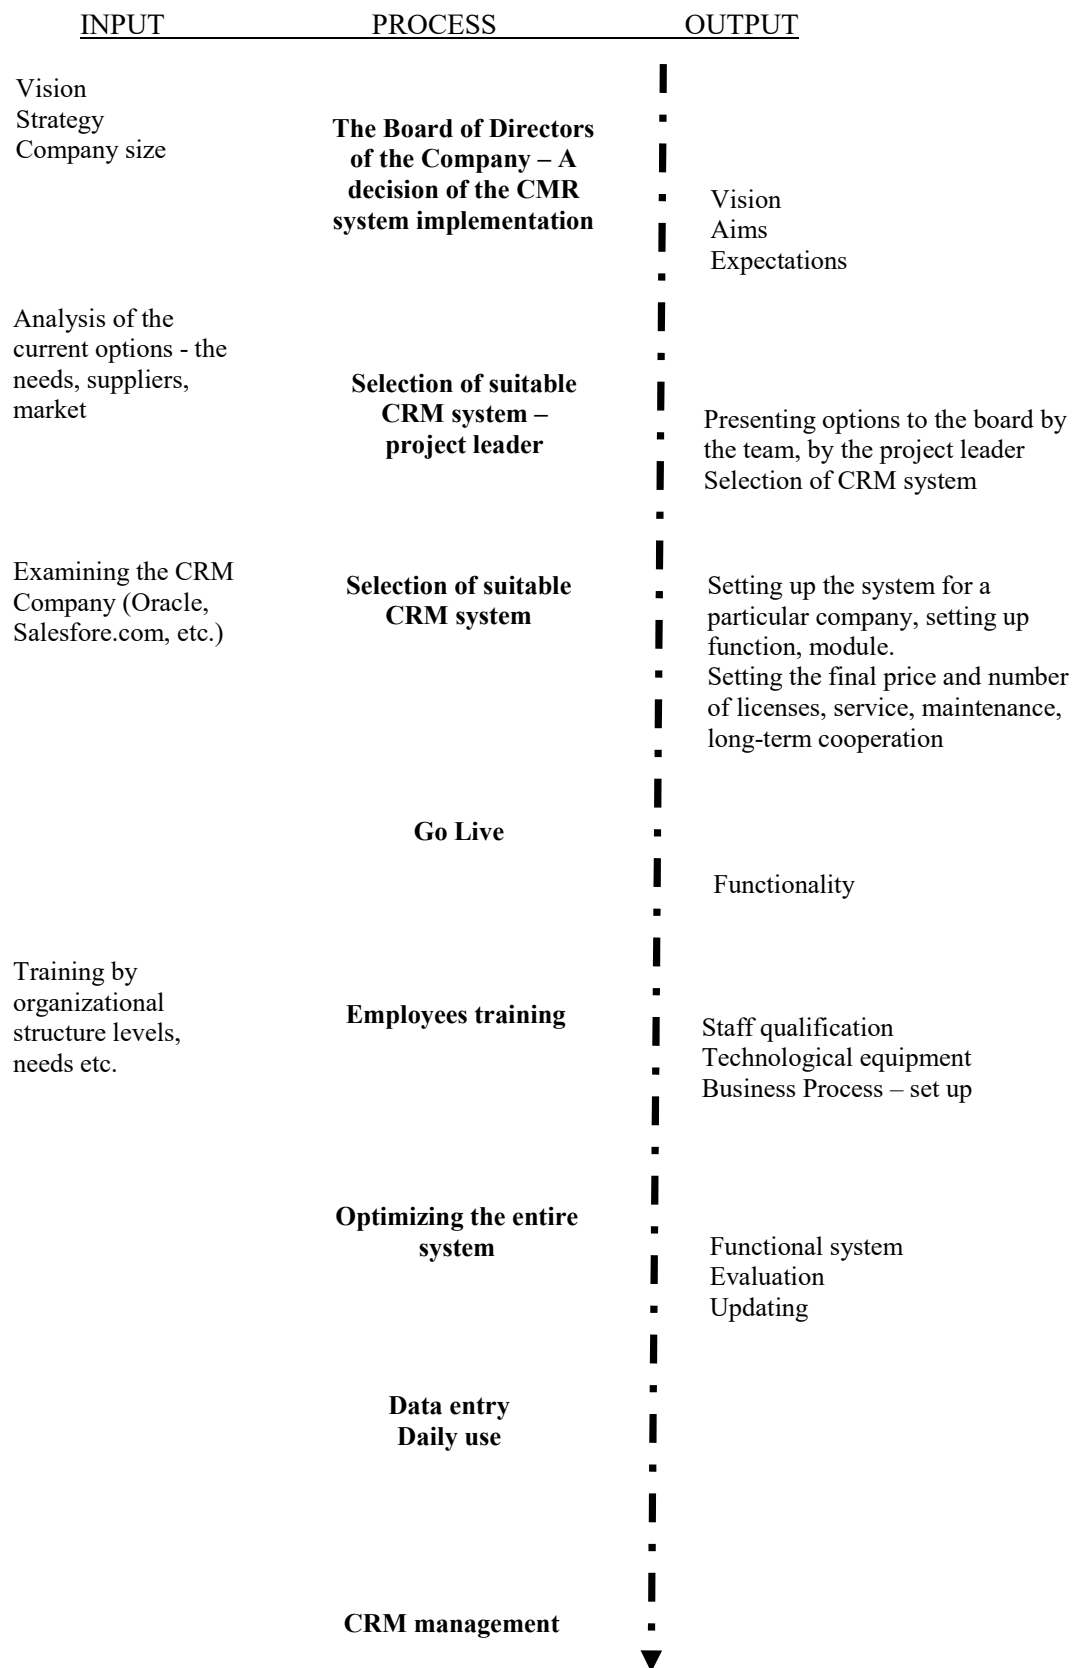 INPUT PROCESS OUTPUT
Vision
Strategy
Company size
The Board of Directors
of the Company – A
decision of the CMR
system implementation
Vision
Aims
Expectations
Analysis of the
current options - the
needs, suppliers,
market
Selection of suitable
CRM system –
project leader
Presenting options to the board by
the team, by the project leader
Selection of CRM system
Examining the CRM
Company (Oracle,
Salesfore.com, etc.)
Selection of suitable
CRM system
Setting up the system for a
particular company, setting up
function, module.
Setting the final price and number
of licenses, service, maintenance,
long-term cooperation
Go Live
Functionality
Training by
organizational
structure levels,
needs etc.
Employees training
Staff qualification
Technological equipment
Business Process – set up
Optimizing the entire
system
Functional system
Evaluation
Updating
Data entry
Daily use
CRM management